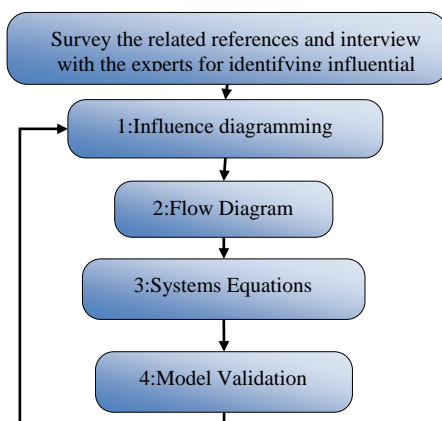 Survey the related references and interview
with the experts for identifying influential
1:Influence diagramming
2:Flow Diagram
3:Systems Equations
4:Model Validation